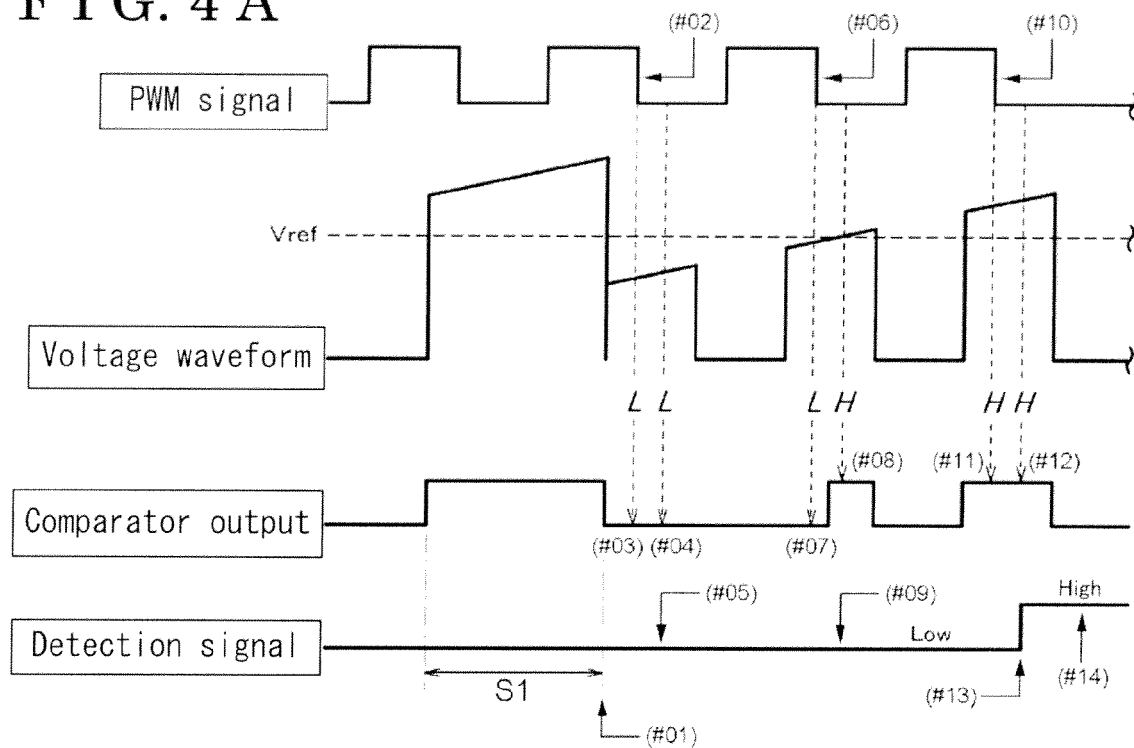 FIG. 4 A
(#02)
(#06)
(#10)
PWM signal
Vref
Voltage waveform
L L
L H
H H
(#08)
(#11)
(#12)
Comparator output
(#03) (#04)
(#07)
(#05)
(#09)
High
Detection signal
Low
S1
(#13)
(#14)
(#01)